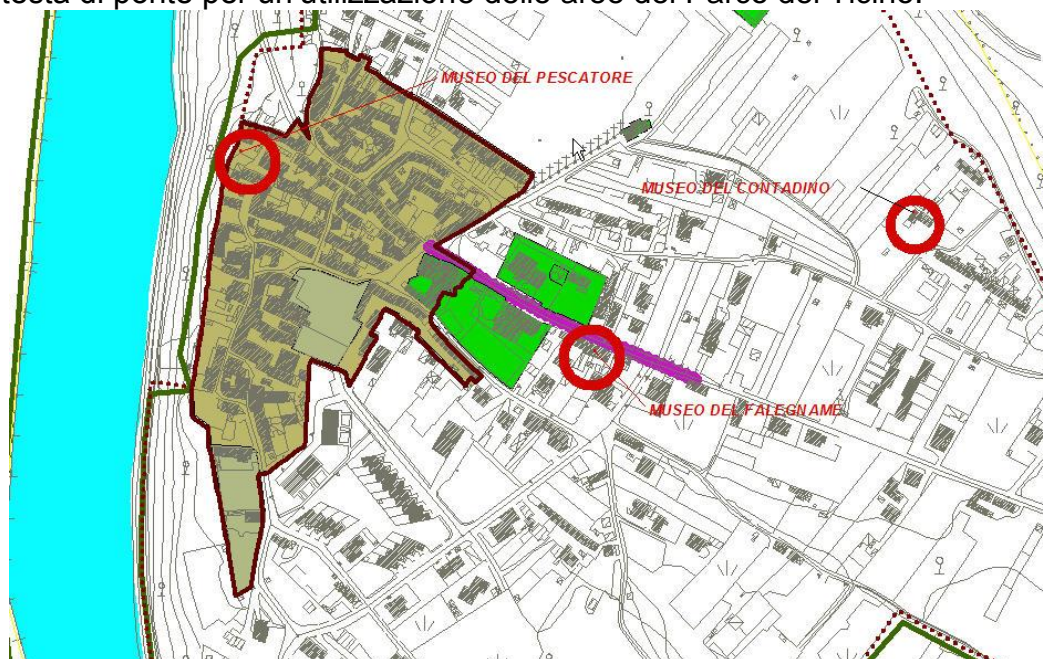 testa di ponte per un'utilizzazione delle aree del Parco del Ticino.
MUSEO DEL PESCATORE
MUSEO DEL CONTADINO
MUSEO DEL FALEGNAME